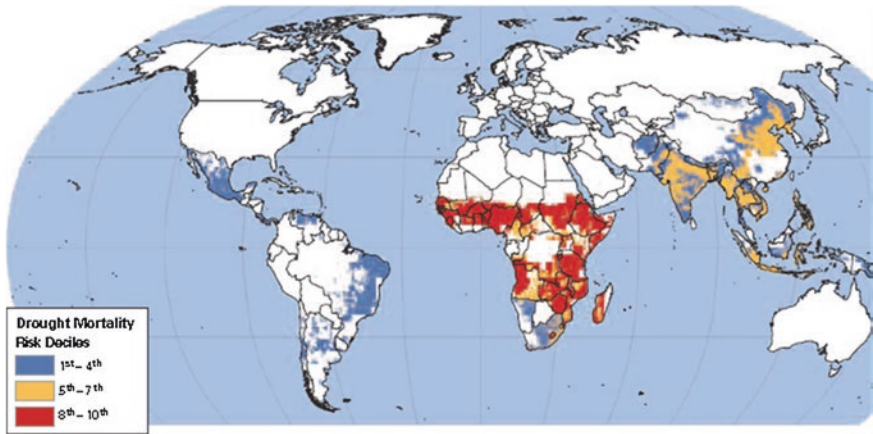 Drought Mortality
Risk Deciles
1st – 4th
5th – 7th
8th – 10th